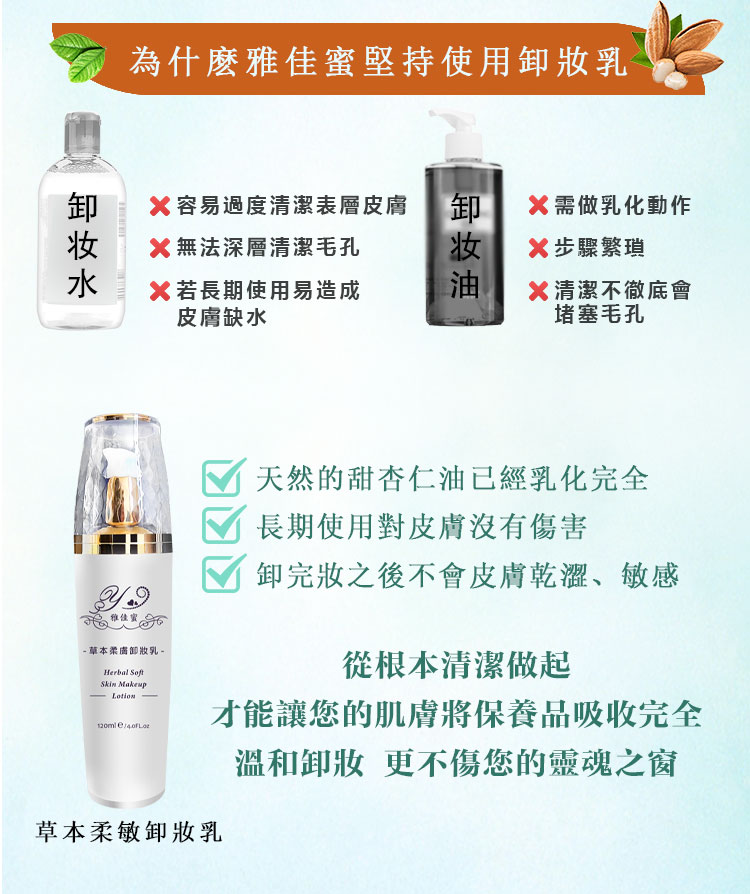 為什麼雅佳蜜堅持使用卸妝乳
卸妆水
容易過度清潔表層皮膚
無法深層清潔毛孔
若長期使用易造成
皮膚缺水
卸妆油
需做乳化動作
步驟繁瑣
清潔不徹底會
堵塞毛孔
天然的甜杏仁油已經乳化完全
長期使用對皮膚沒有傷害
卸完妝之後不會皮膚乾澀、敏感
雅佳蜜
-草本柔膚卸妝乳-
Herbal Soft
Skin Makeup
Lotion
120ml e/4.0FL.oz
從根本清潔做起
才能讓您的肌膚將保養品吸收完全
溫和卸妝 更不傷您的靈魂之窗
草本柔敏卸妝乳